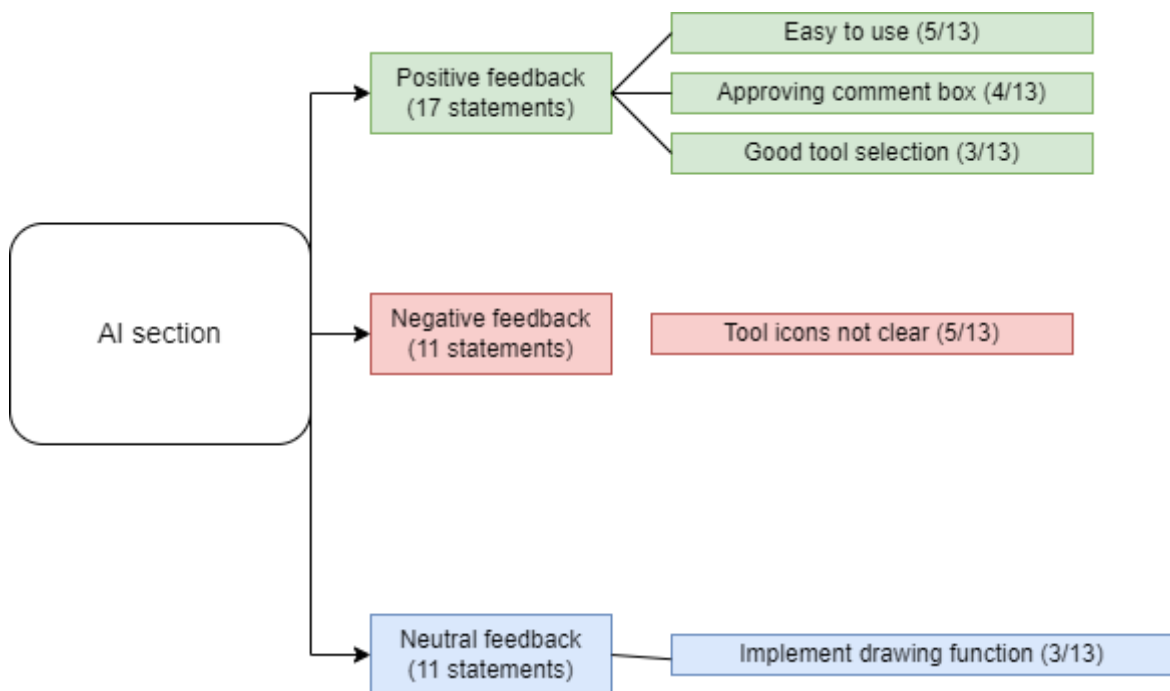 AI section
Positive feedback
(17 statements)
Easy to use (5/13)
Approving comment box (4/13)
Good tool selection (3/13)
Negative feedback
(11 statements)
Tool icons not clear (5/13)
Neutral feedback
(11 statements)
Implement drawing function (3/13)